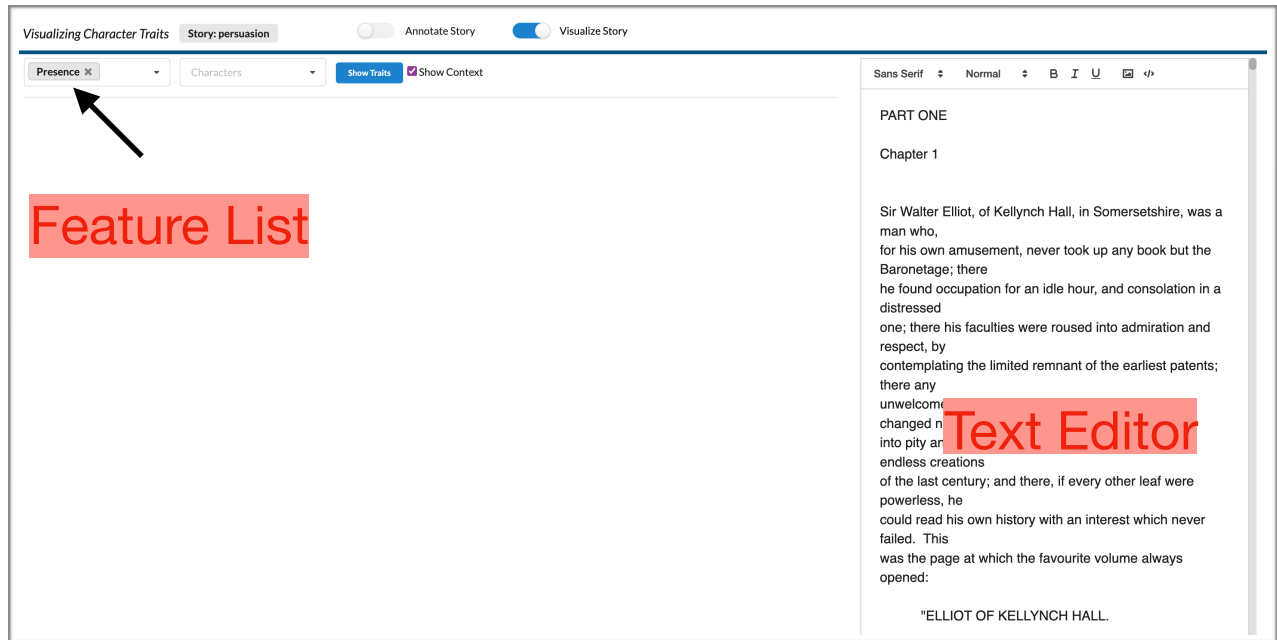 Visualizing Character Traits Story: persuasion Annotate Story Visualize Story
Presence Characters Show Traits Show Context
Feature List
Sans Serif Normal B I U
PART ONE
Chapter 1
Sir Walter Elliot, of Kellynch Hall, in Somersetshire, was a
man who,
for his own amusement, never took up any book but the
Baronetage; there
he found occupation for an idle hour, and consolation in a
distressed
one; there his faculties were roused into admiration and
respect, by
contemplating the limited remnant of the earliest patents;
there any
unwelcome
changed
into pity
endless creations
of the last century; and there, if every other leaf were
powerless, he
could read his own history with an interest which never
failed.  This
was the page at which the favourite volume always
opened:
"ELLIOT OF KELLYNCH HALL.
Text Editor